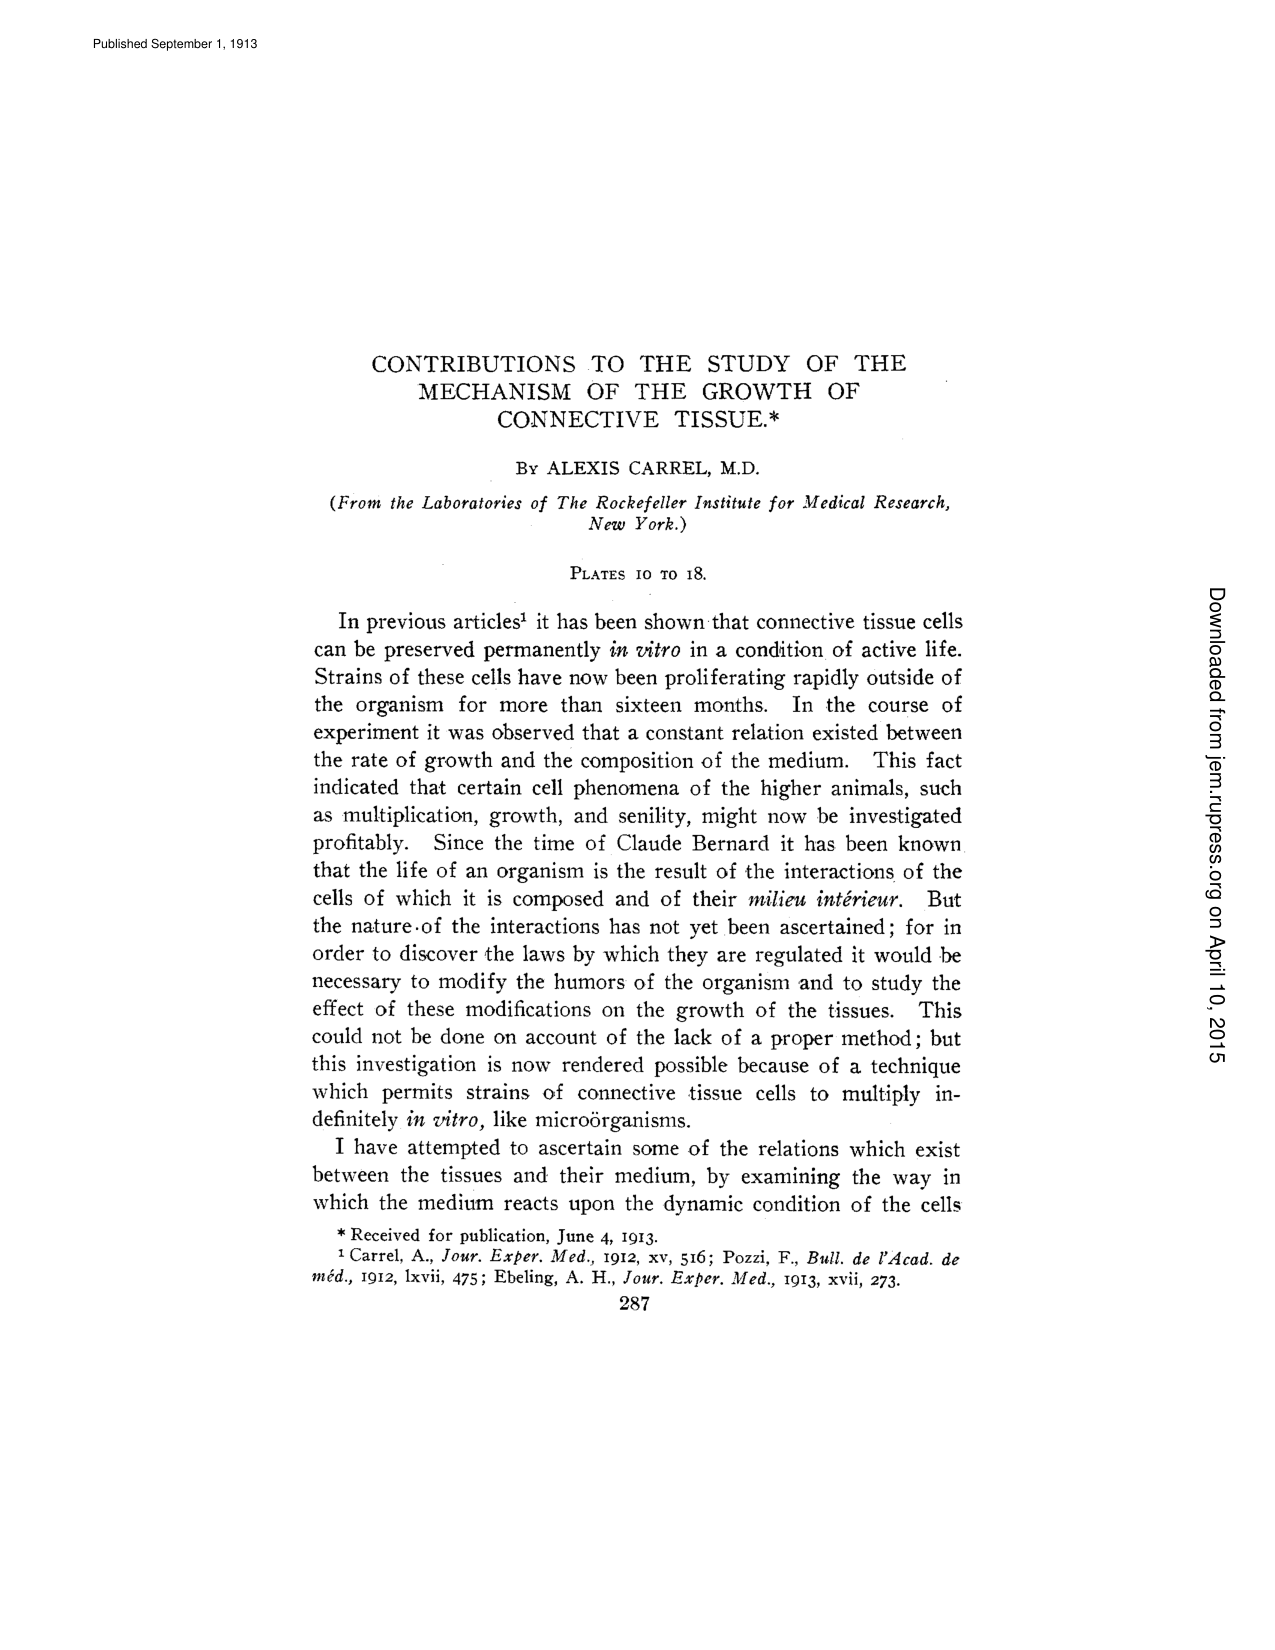 Published September 1, 1913
CONTRIBUTIONS TO THE STUDY OF THE
MECHANISM OF THE GROWTH OF
CONNECTIVE TISSUE.*
BY ALEXIS CARREL, M.D.
(From the Laboratories of The Rockefeller Institute for Medical Research,
New York.)
PLATES 10 TO 18.
In previous articles¹ it has been shown that connective tissue cells
can be preserved permanently in vitro in a condition of active life.
Strains of these cells have now been proliferating rapidly outside of
the organism for more than sixteen months. In the course of
experiment it was observed that a constant relation existed between
the rate of growth and the composition of the medium. This fact
indicated that certain cell phenomena of the higher animals, such
as multiplication, growth, and senility, might now be investigated
profitably. Since the time of Claude Bernard it has been known
that the life of an organism is the result of the interactions of the
cells of which it is composed and of their milieu intérieur. But
the nature of the interactions has not yet been ascertained; for in
order to discover the laws by which they are regulated it would be
necessary to modify the humors of the organism and to study the
effect of these modifications on the growth of the tissues. This
could not be done on account of the lack of a proper method; but
this investigation is now rendered possible because of a technique
which permits strains of connective tissue cells to multiply in-
definitely in vitro, like microörganisms.
I have attempted to ascertain some of the relations which exist
between the tissues and their medium, by examining the way in
which the medium reacts upon the dynamic condition of the cells
* Received for publication, June 4, 1913.
¹ Carrel, A., Jour. Exper. Med., 1912, xv, 516; Pozzi, F., Bull. de l'Acad. de
méd., 1912, lxvii, 475; Ebeling, A. H., Jour. Exper. Med., 1913, xvii, 273.
287
Downloaded from jem.rupress.org on April 10, 2015